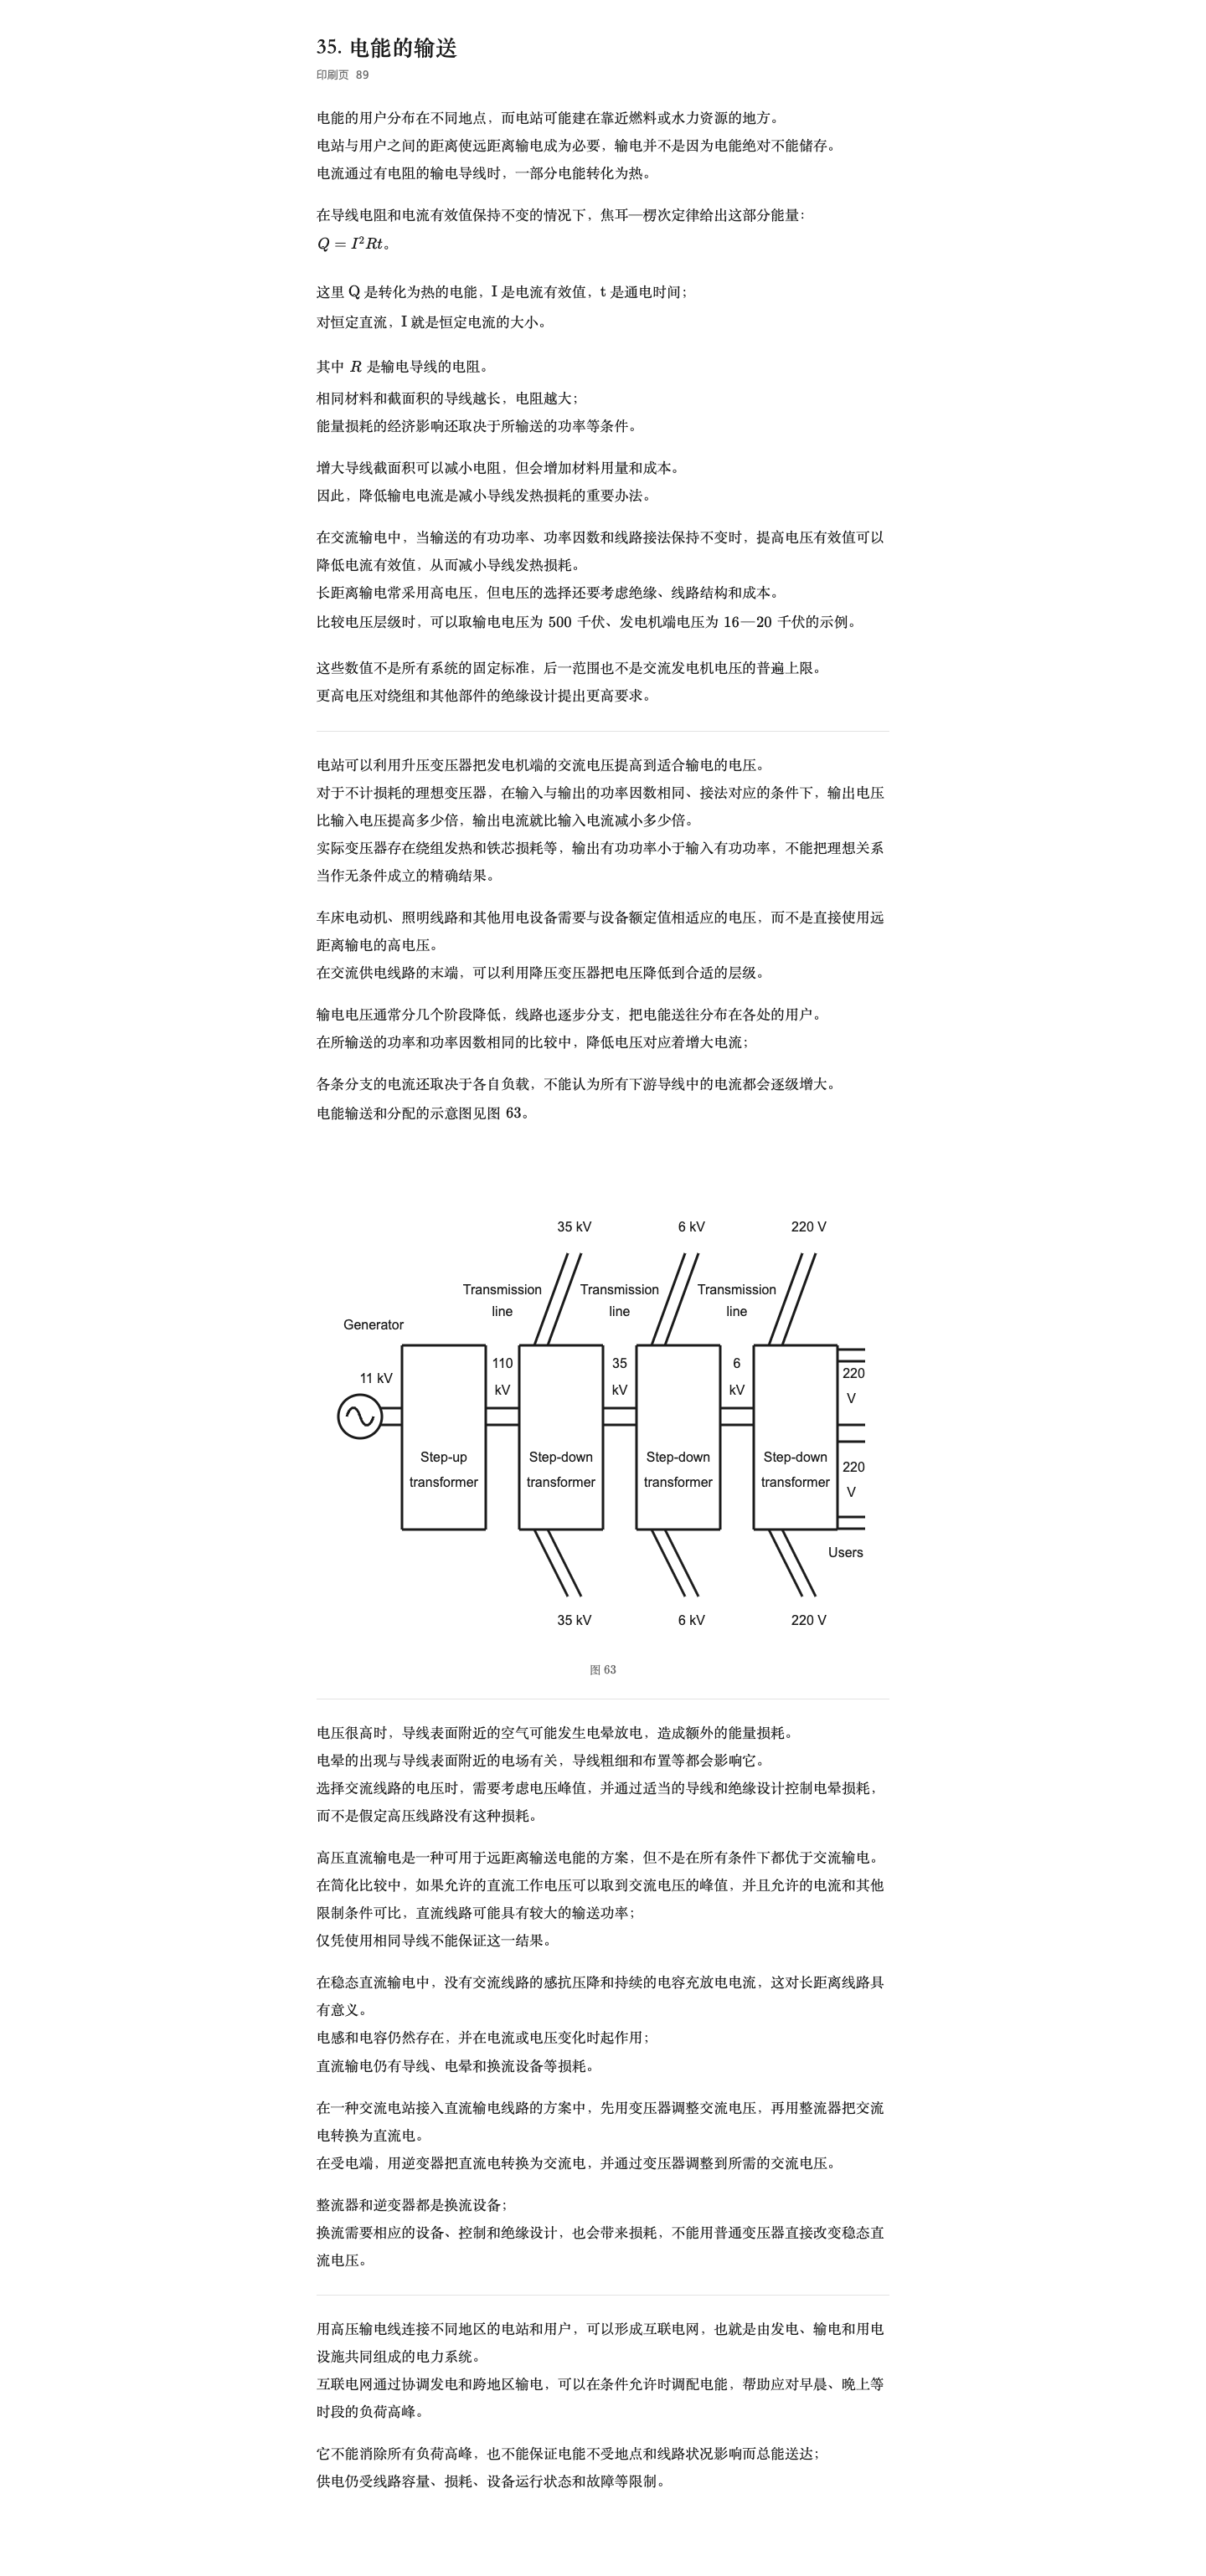 35. 电能的输送
印刷页 89
电能的用户分布在不同地点，而电站可能建在靠近燃料或水力资源的地方。
电站与用户之间的距离使远距离输电成为必要，输电并不是因为电能绝对不能储存。
电流通过有电阻的输电导线时，一部分电能转化为热。
在导线电阻和电流有效值保持不变的情况下，焦耳—楞次定律给出这部分能量：
Q = I²Rt。
这里 Q 是转化为热的电能，I 是电流有效值，t 是通电时间；
对恒定直流，I 就是恒定电流的大小。
其中 R 是输电导线的电阻。
相同材料和截面积的导线越长，电阻越大；
能量损耗的经济影响还取决于所输送的功率等条件。
增大导线截面积可以减小电阻，但会增加材料用量和成本。
因此，降低输电电流是减小导线发热损耗的重要办法。
在交流输电中，当输送的有功功率、功率因数和线路接法保持不变时，提高电压有效值可以
降低电流有效值，从而减小导线发热损耗。
长距离输电常采用高电压，但电压的选择还要考虑绝缘、线路结构和成本。
比较电压层级时，可以取输电电压为 500 千伏、发电机端电压为 16—20 千伏的示例。
这些数值不是所有系统的固定标准，后一范围也不是交流发电机电压的普遍上限。
更高电压对绕组和其他部件的绝缘设计提出更高要求。
电站可以利用升压变压器把发电机端的交流电压提高到适合输电的电压。
对于不计损耗的理想变压器，在输入与输出的功率因数相同、接法对应的条件下，输出电压
比输入电压提高多少倍，输出电流就比输入电流减小多少倍。
实际变压器存在绕组发热和铁芯损耗等，输出有功功率小于输入有功功率，不能把理想关系
当作无条件成立的精确结果。
车床电动机、照明线路和其他用电设备需要与设备额定值相适应的电压，而不是直接使用远
距离输电的高电压。
在交流供电线路的末端，可以利用降压变压器把电压降低到合适的层级。
输电电压通常分几个阶段降低，线路也逐步分支，把电能送往分布在各处的用户。
在所输送的功率和功率因数相同的比较中，降低电压对应着增大电流；
各条分支的电流还取决于各自负载，不能认为所有下游导线中的电流都会逐级增大。
电能输送和分配的示意图见图 63。
35 kV
6 kV
220 V
Transmission
line
Transmission
line
Transmission
line
Generator
11 kV
110
kV
35
kV
6
kV
220
V
Step-up
transformer
Step-down
transformer
Step-down
transformer
Step-down
transformer
220
V
Users
35 kV
6 kV
220 V
图 63
电压很高时，导线表面附近的空气可能发生电晕放电，造成额外的能量损耗。
电晕的出现与导线表面附近的电场有关，导线粗细和布置等都会影响它。
选择交流线路的电压时，需要考虑电压峰值，并通过适当的导线和绝缘设计控制电晕损耗，
而不是假定高压线路没有这种损耗。
高压直流输电是一种可用于远距离输送电能的方案，但不是在所有条件下都优于交流输电。
在简化比较中，如果允许的直流工作电压可以取到交流电压的峰值，并且允许的电流和其他
限制条件可比，直流线路可能具有较大的输送功率；
仅凭使用相同导线不能保证这一结果。
在稳态直流输电中，没有交流线路的感抗压降和持续的电容充放电电流，这对长距离线路具
有意义。
电感和电容仍然存在，并在电流或电压变化时起作用；
直流输电仍有导线、电晕和换流设备等损耗。
在一种交流电站接入直流输电线路的方案中，先用变压器调整交流电压，再用整流器把交流
电转换为直流电。
在受电端，用逆变器把直流电转换为交流电，并通过变压器调整到所需的交流电压。
整流器和逆变器都是换流设备；
换流需要相应的设备、控制和绝缘设计，也会带来损耗，不能用普通变压器直接改变稳态直
流电压。
用高压输电线连接不同地区的电站和用户，可以形成互联电网，也就是由发电、输电和用电
设施共同组成的电力系统。
互联电网通过协调发电和跨地区输电，可以在条件允许时调配电能，帮助应对早晨、晚上等
时段的负荷高峰。
它不能消除所有负荷高峰，也不能保证电能不受地点和线路状况影响而总能送达；
供电仍受线路容量、损耗、设备运行状态和故障等限制。